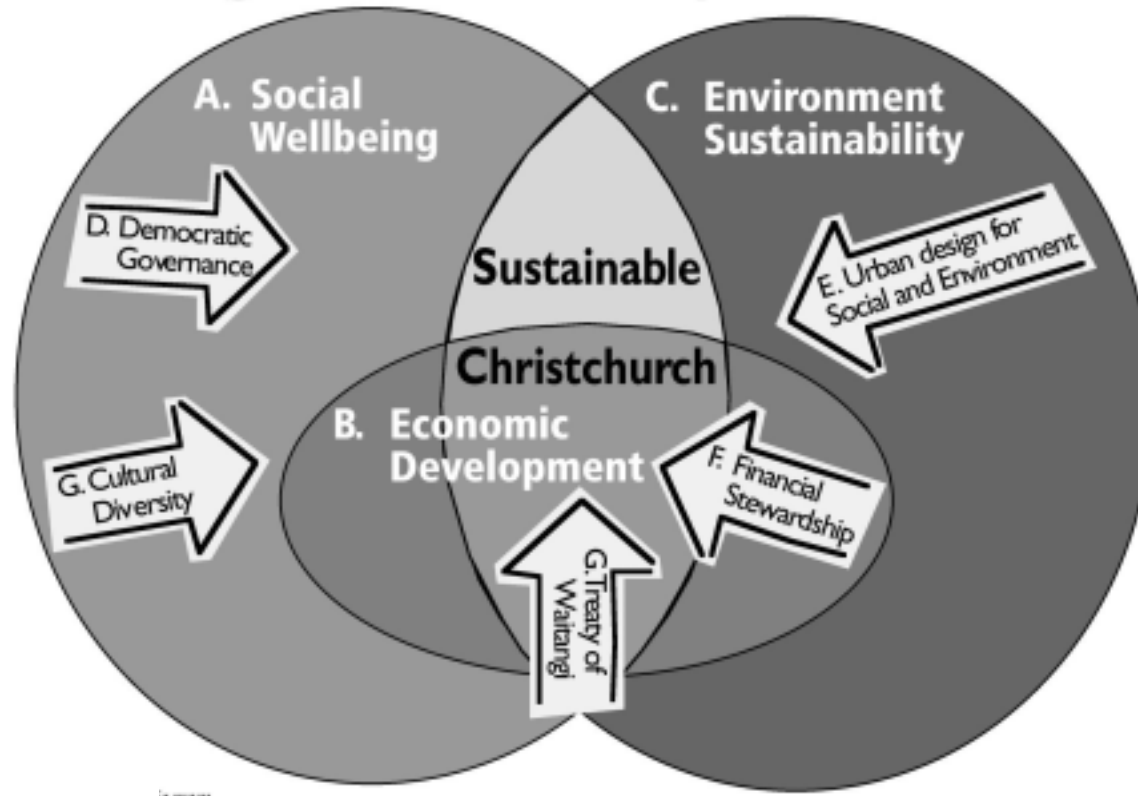 A. Social
Wellbeing
C. Environment
Sustainability
D. Democratic
Governance
E. Urban design for
Social and Environment
Sustainable
Christchurch
B. Economic
Development
G. Cultural
Diversity
F. Financial
Stewardship
G. Treaty of
Waitangi